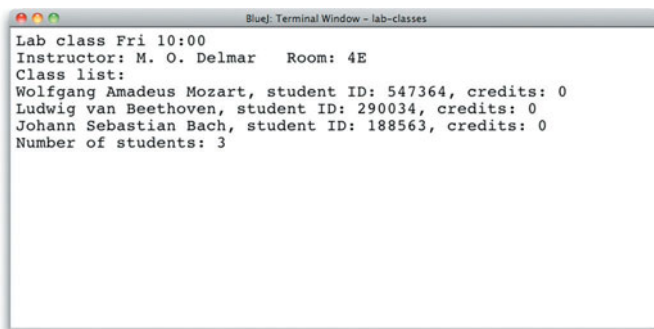 BlueJ: Terminal Window - lab-classes
Lab class Fri 10:00
Instructor: M. O. Delmar   Room: 4E
Class list:
Wolfgang Amadeus Mozart, student ID: 547364, credits: 0
Ludwig van Beethoven, student ID: 290034, credits: 0
Johann Sebastian Bach, student ID: 188563, credits: 0
Number of students: 3